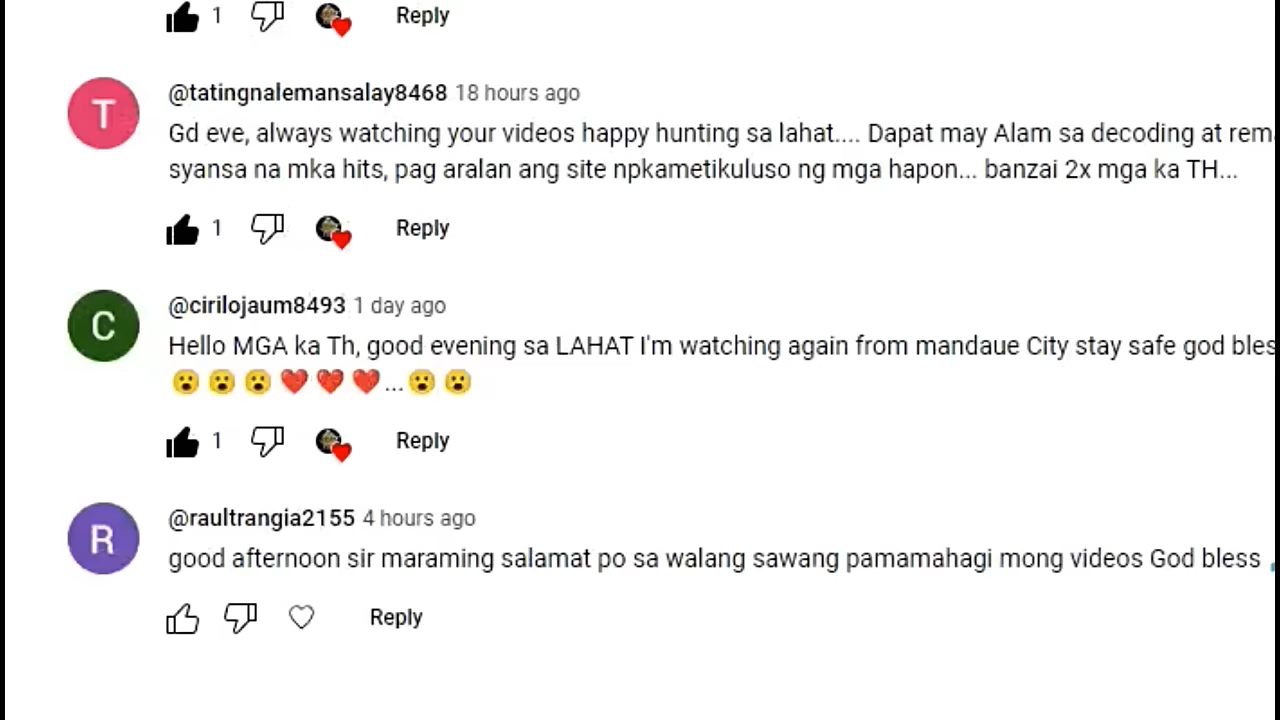 1 Reply
@tatingnalemansalay8468 18 hours ago
Gd eve, always watching your videos happy hunting sa lahat.... Dapat may Alam sa decoding at
syansa na mka hits, pag aralan ang site npkametikuluso ng mga hapon... banzai 2x mga ka TH...
1 Reply
@cirilojaum8493 1 day ago
Hello MGA ka Th, good evening sa LAHAT I'm watching again from mandaue City stay safe god
😮😮😮❤️❤️❤️...😮😮
1 Reply
@raultrangia2155 4 hours ago
good afternoon sir maraming salamat po sa walang sawang pamamahagi mong videos God bless
Reply
T
C
R